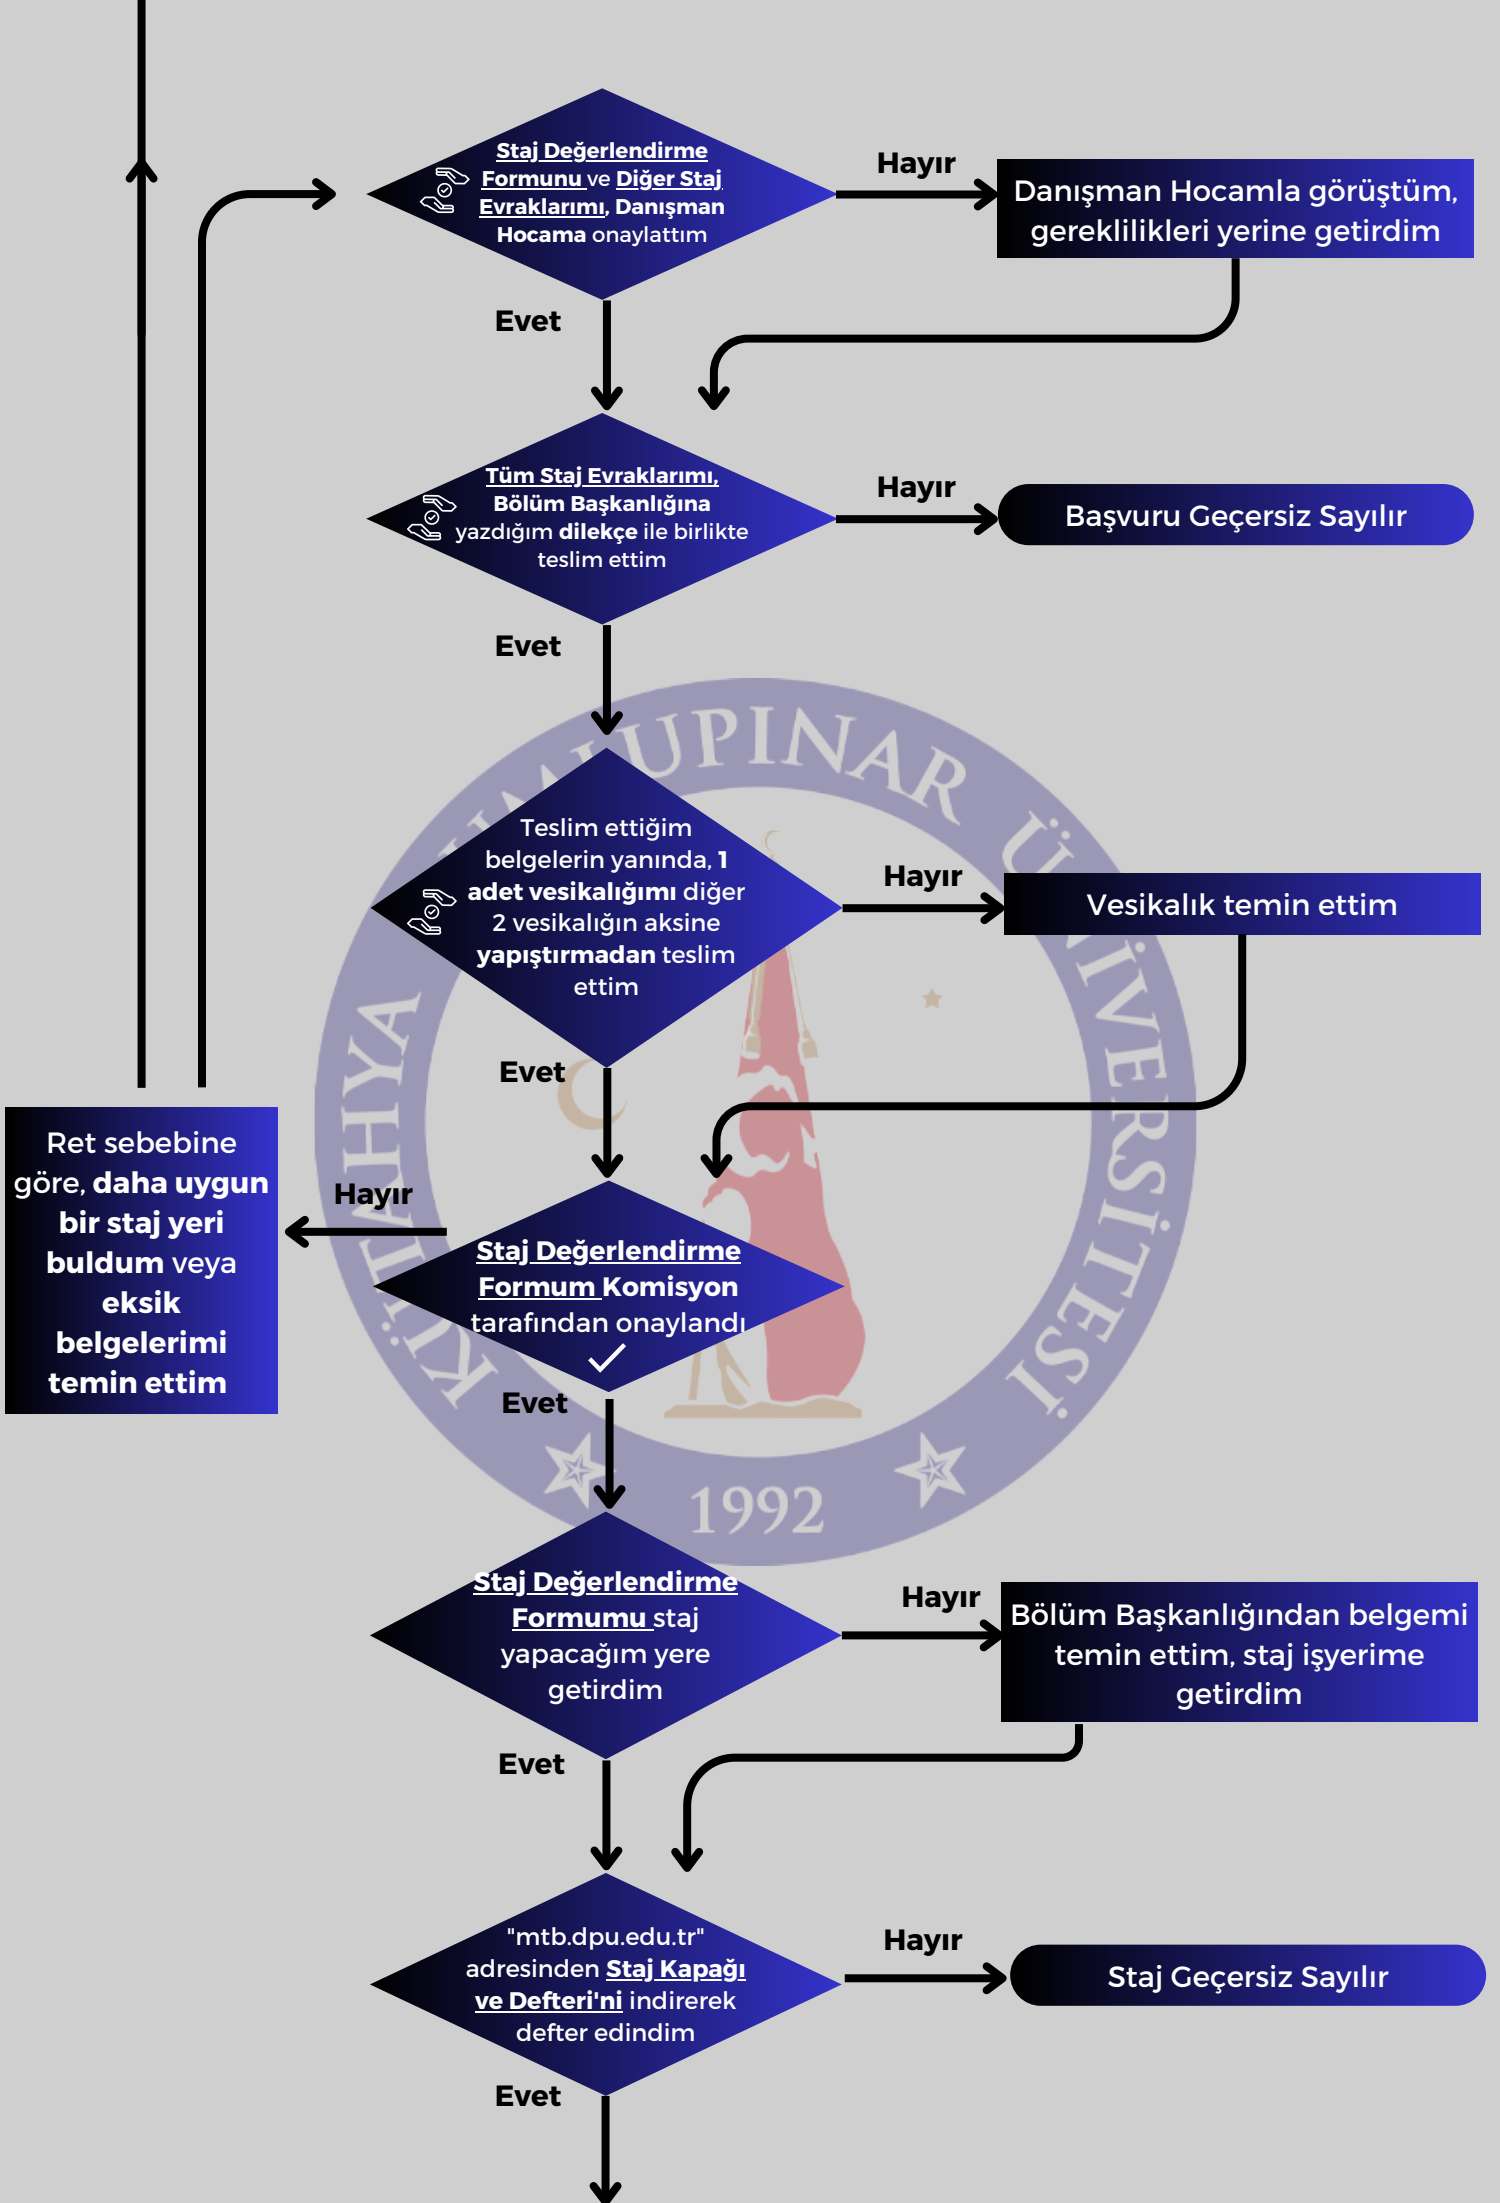 Staj Değerlendirme
Formunu ve Diğer Staj
Evraklarımı, Danışman
Hocama onaylattım
Hayır
Danışman Hocamla görüştüm,
gereklilikleri yerine getirdim
Evet
Tüm Staj Evraklarımı,
Bölüm Başkanlığına
yazdığım dilekçe ile birlikte
teslim ettim
Hayır
Başvuru Geçersiz Sayılır
Evet
Teslim ettiğim
belgelerin yanında, 1
adet vesikalığımı diğer
2 vesikalığın aksine
yapıştırmadan teslim
ettim
Hayır
Vesikalık temin ettim
Evet
Ret sebebine
göre, daha uygun
bir staj yeri
buldum veya
eksik
belgelerimi
temin ettim
Hayır
Staj Değerlendirme
Formum Komisyon
tarafından onaylandı
Evet
KÜTAHYA UPINAR ÜNİVERSİTESİ
1992
Staj Değerlendirme
Formumu staj
yapacağım yere
getirdim
Hayır
Bölüm Başkanlığından belgemi
temin ettim, staj işyerime
getirdim
Evet
"mtb.dpu.edu.tr"
adresinden Staj Kapağı
ve Defteri'ni indirerek
defter edindim
Hayır
Staj Geçersiz Sayılır
Evet